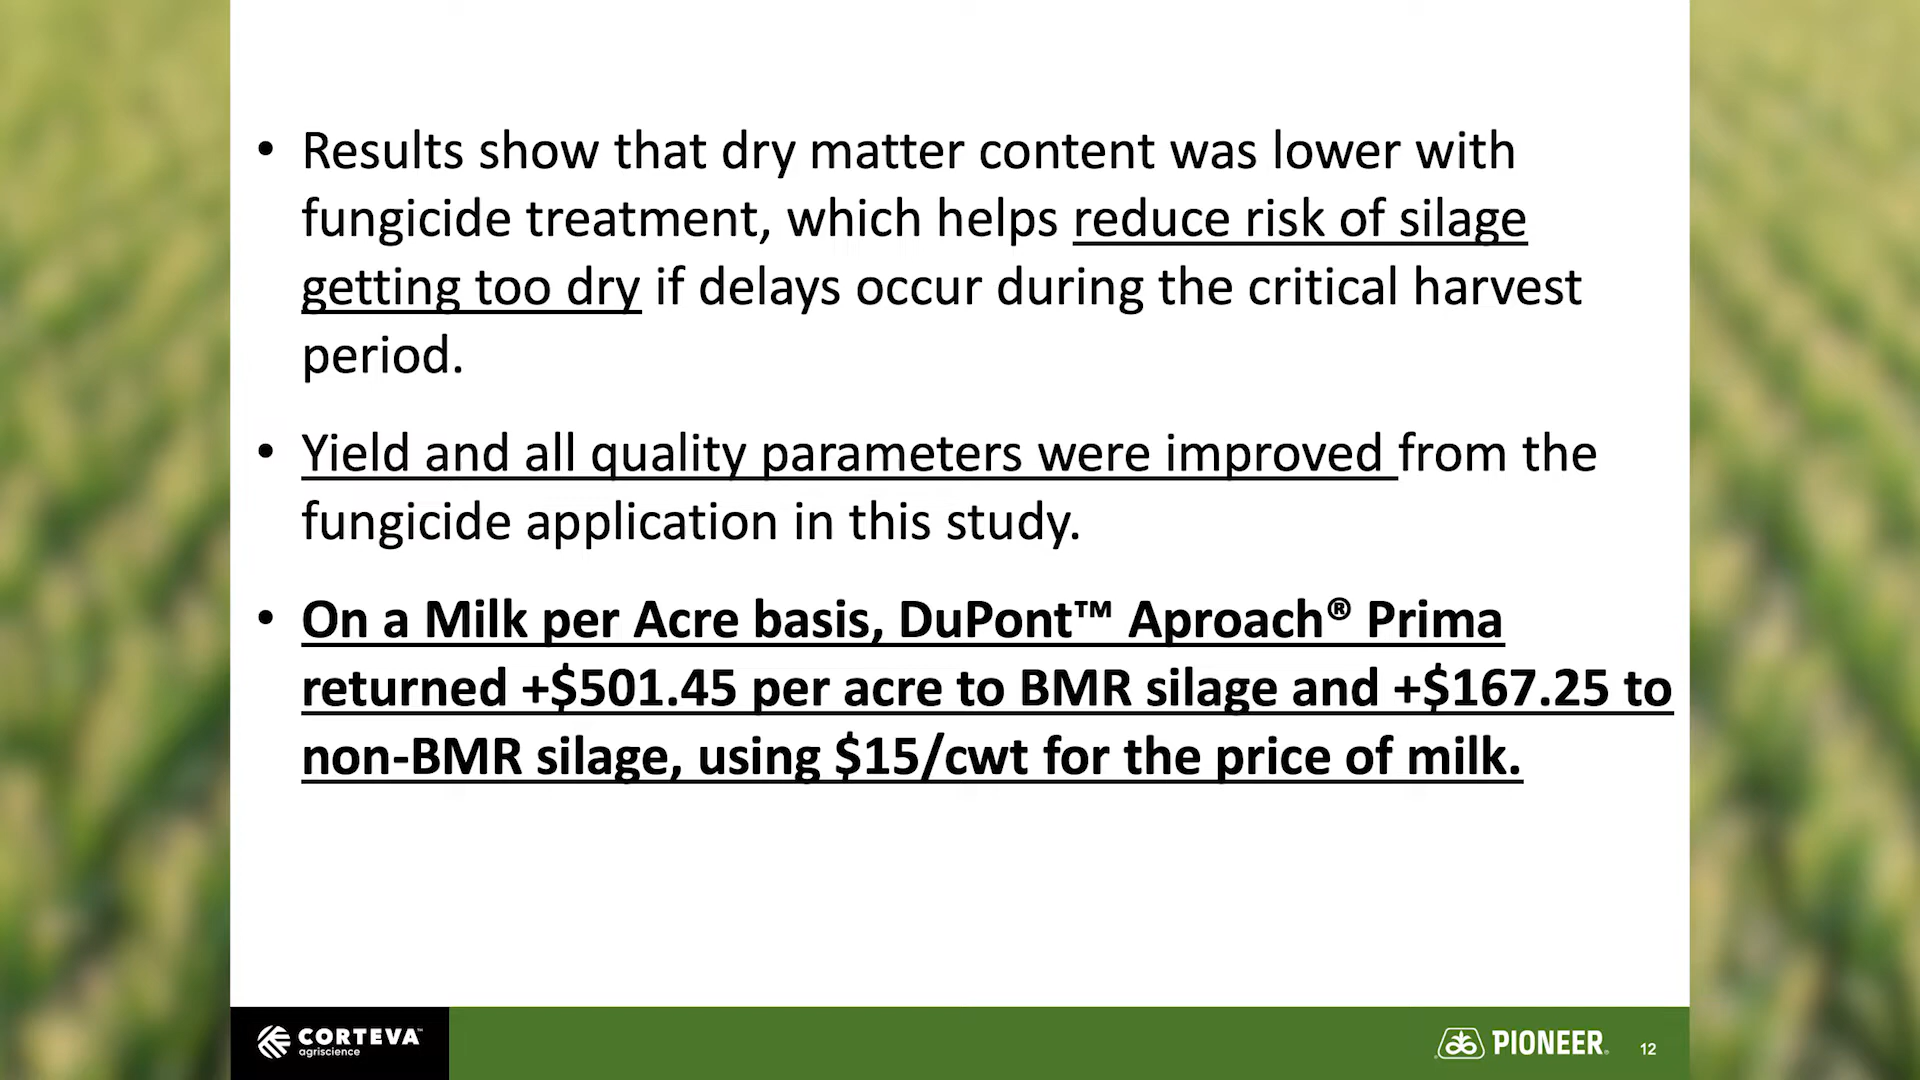 • Results show that dry matter content was lower with
fungicide treatment, which helps reduce risk of silage
getting too dry if delays occur during the critical harvest
period.
• Yield and all quality parameters were improved from the
fungicide application in this study.
• On a Milk per Acre basis, DuPont™ Aproach® Prima
returned +$501.45 per acre to BMR silage and +$167.25 to
non-BMR silage, using $15/cwt for the price of milk.
CORTEVA™
agriscience
PIONEER®
12